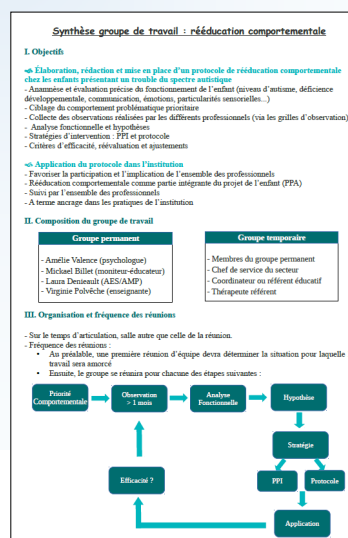 Synthèse groupe de travail : rééducation comportementale
I. Objectifs
Élaboration, rédaction et mise en place d'un protocole de rééducation comportementale
chez les enfants présentant un trouble du spectre autistique
- Anamnèse et évaluation précise du fonctionnement de l'enfant (niveau d'autisme, déficience
développementale, communication, émotions, particularités sensorielles...)
- Ciblage du comportement problématique prioritaire
- Collecte des observations réalisées par les différents professionnels (via les grilles d'observation)
- Analyse fonctionnelle et hypothèses
- Stratégies d'intervention : PPI et protocole
- Critères d'efficacité, réévaluation et ajustements
Application du protocole dans l'institution
- Favoriser la participation et l'implication de l'ensemble des professionnels
- Rééducation comportementale comme partie intégrante du projet de l'enfant (PPA)
- Suivi par l'ensemble des professionnels
- A terme ancrage dans les pratiques de l'institution
II. Composition du groupe de travail
Groupe permanent
- Amélie Valence (psychologue)
- Mickael Billet (moniteur-éducateur)
- Laura Denieault (AES/AMP)
- Virginie Polvêche (enseignante)
Groupe temporaire
- Membres du groupe permanent
- Chef de service du secteur
- Coordinateur ou référent éducatif
- Thérapeute référent
III. Organisation et fréquence des réunions
- Sur le temps d'articulation, salle autre que celle de la réunion.
- Fréquence des réunions :
• Au préalable, une première réunion d'équipe devra déterminer la situation pour laquelle
travail sera amorcé
• Ensuite, le groupe se réunira pour chacune des étapes suivantes :
Priorité
Comportementale
Observation
> 1 mois
Analyse
Fonctionnelle
Hypothèse
Stratégie
Efficacité ?
PPI
Protocole
Application